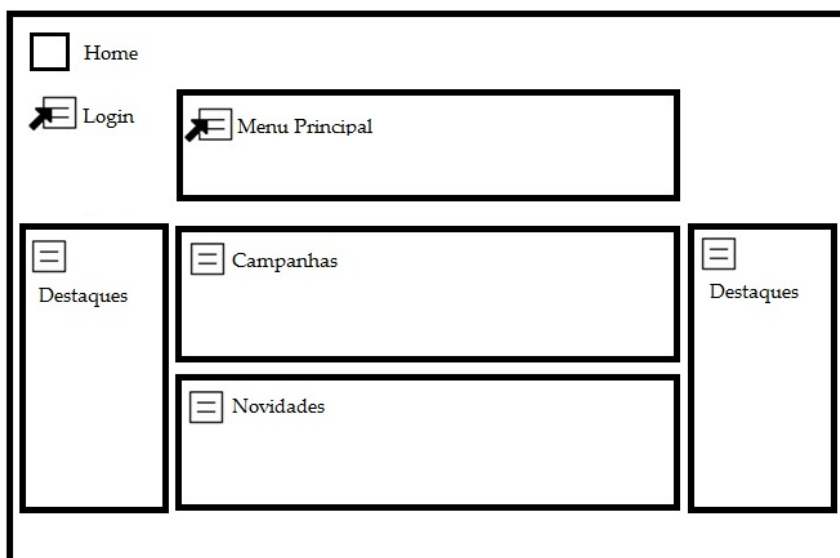 Home
Login
Menu Principal
Destaques
Campanhas
Destaques
Novidades